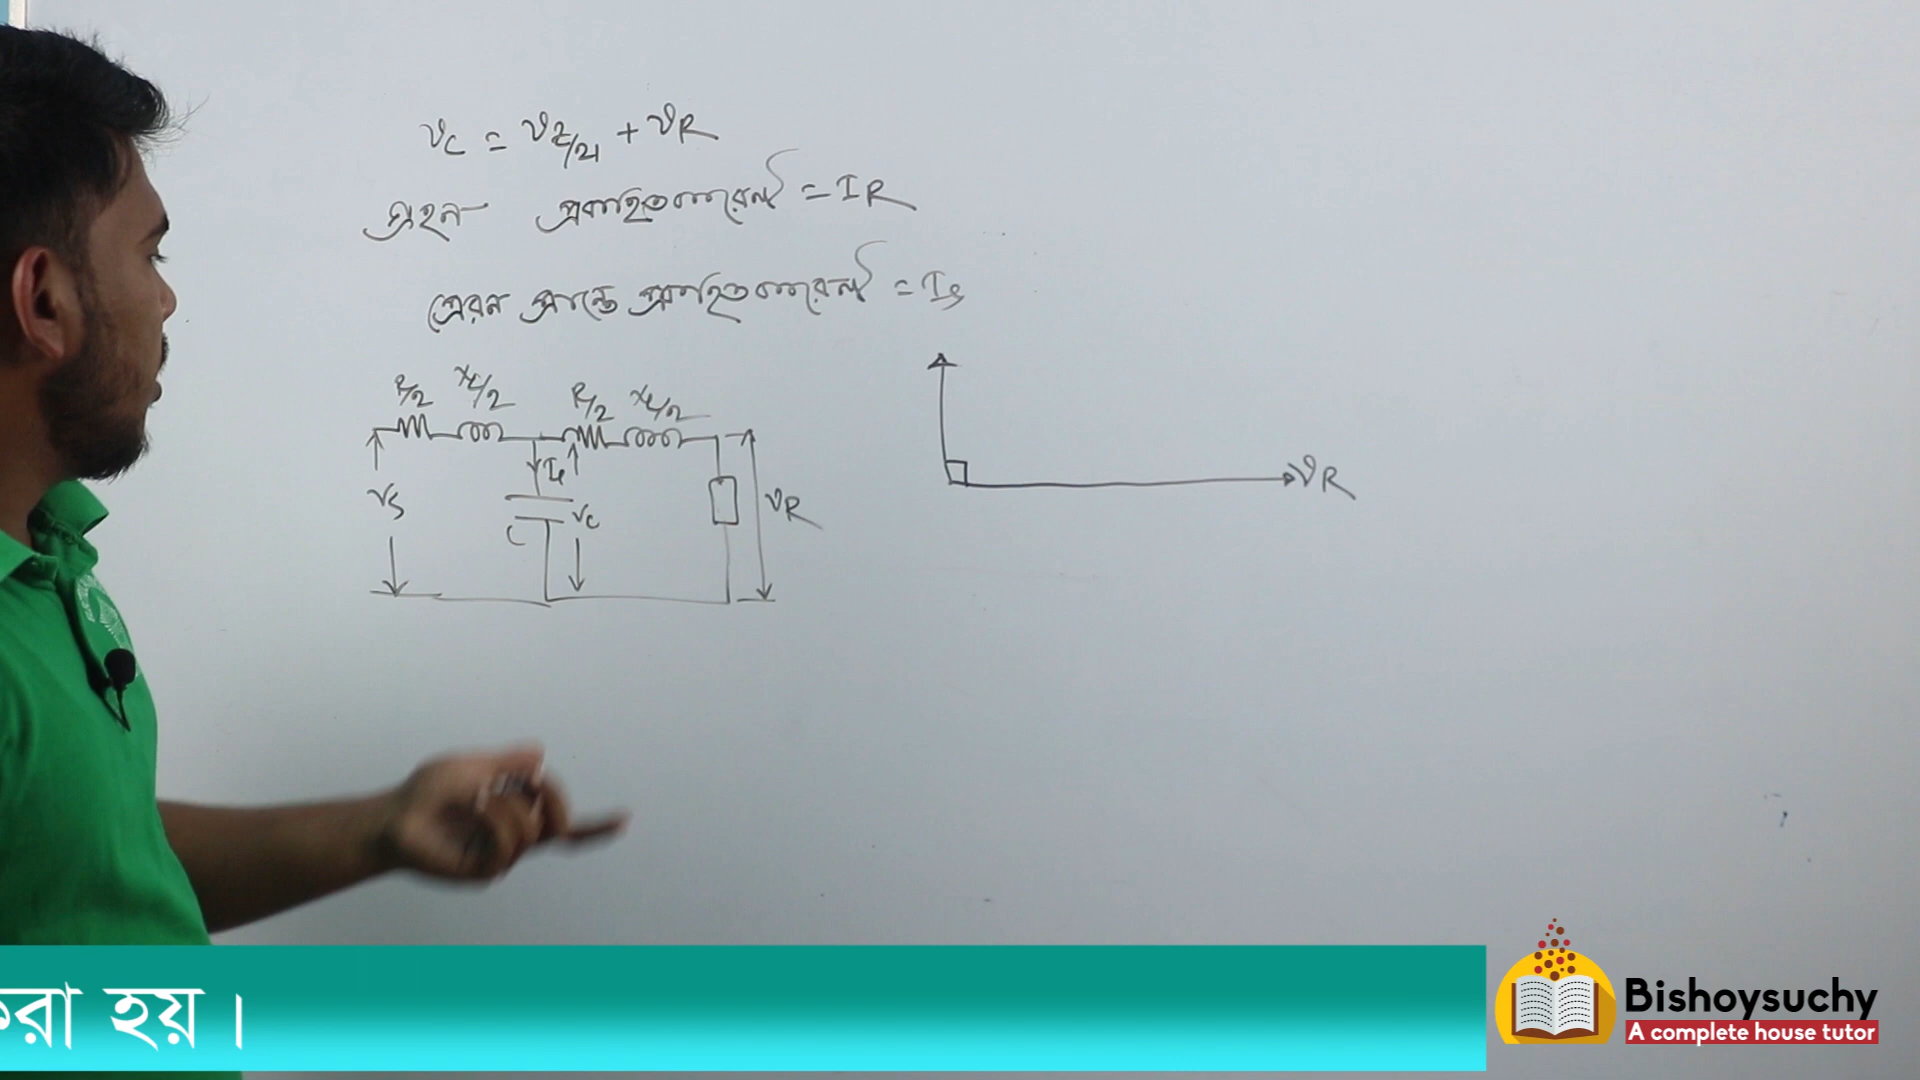 VC = VZ/2 + VR
গ্রহন প্রবাহিত কারেন্ট = IR
প্রেরন প্রান্তে প্রবাহিত কারেন্ট = IS
R/2 XL/2 R/2 XL/2
IC
VS
C
VC
VR
VR
করা হয়।
Bishoysuchy
A complete house tutor